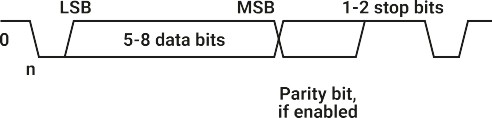 LSB
MSB
1-2 stop bits
0
5-8 data bits
n
Parity bit,
if enabled